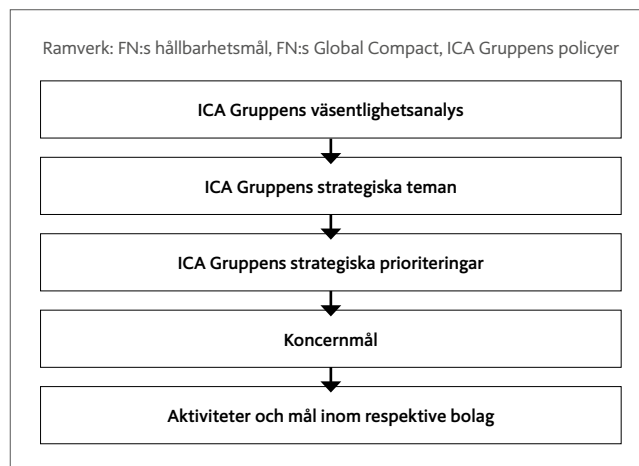 Ramverk: FN:s hållbarhetsmål, FN:s Global Compact, ICA Gruppens policyer
ICA Gruppens väsentlighetsanalys
ICA Gruppens strategiska teman
ICA Gruppens strategiska prioriteringar
Koncernmål
Aktiviteter och mål inom respektive bolag